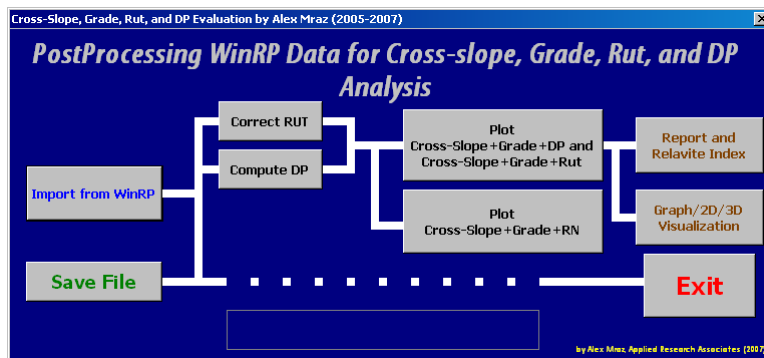 Cross-Slope, Grade, Rut, and DP Evaluation by Alex Mraz (2005-2007)
PostProcessing WinRP Data for Cross-slope, Grade, Rut, and DP
Analysis
Correct RUT
Compute DP
Import from WinRP
Plot
Cross-Slope+Grade+DP and
Cross-Slope+Grade+Rut
Plot
Cross-Slope+Grade+RN
Report and
Relavite Index
Graph/2D/3D
Visualization
Save File
Exit
by Alex Mraz, Applied Research Associates (2007)